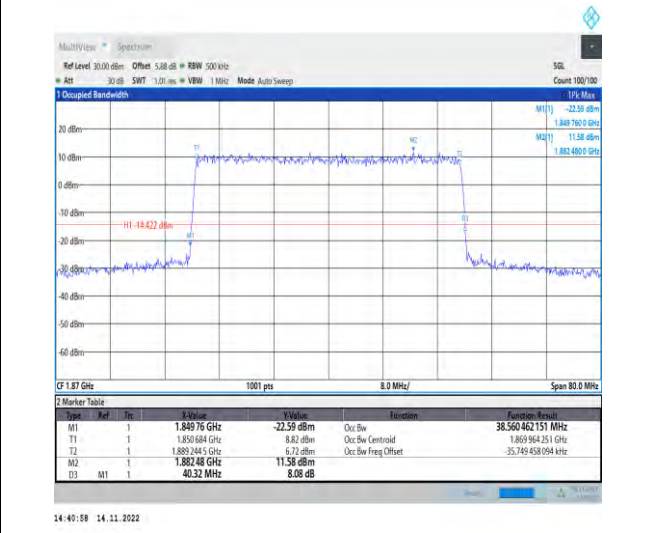 MultiView Spectrum
Ref Level 30.00 dBm Offset 5.88 dB RBW 500 kHz SGL
Att 30 dB SWT 1.01 ms VBW 1 MHz Mode Auto Sweep Count 100/100
1 Occupied Bandwidth 1Pk Max
M1[1] -22.59 dBm
1.849 760 0 GHz
M2[1] 11.58 dBm
1.882 480 0 GHz
20 dBm
T1 M2 T2
10 dBm
0 dBm
-10 dBm
D3
H1 -14.422 dBm
M1
-20 dBm
-30 dBm
-40 dBm
-50 dBm
-60 dBm
CF 1.87 GHz 1001 pts 8.0 MHz/ Span 80.0 MHz
2 Marker Table
Type Ref Trc X-Value Y-Value Function Function Result
M1 1 1.849 76 GHz -22.59 dBm Occ Bw 38.560 462 151 MHz
T1 1 1.850 684 GHz 8.82 dBm Occ Bw Centroid 1.869 964 251 GHz
T2 1 1.889 244 5 GHz 6.72 dBm Occ Bw Freq Offset -35.749 458 094 kHz
M2 1 1.882 48 GHz 11.58 dBm
D3 M1 1 40.32 MHz 8.08 dB
14:40:58 14.11.2022